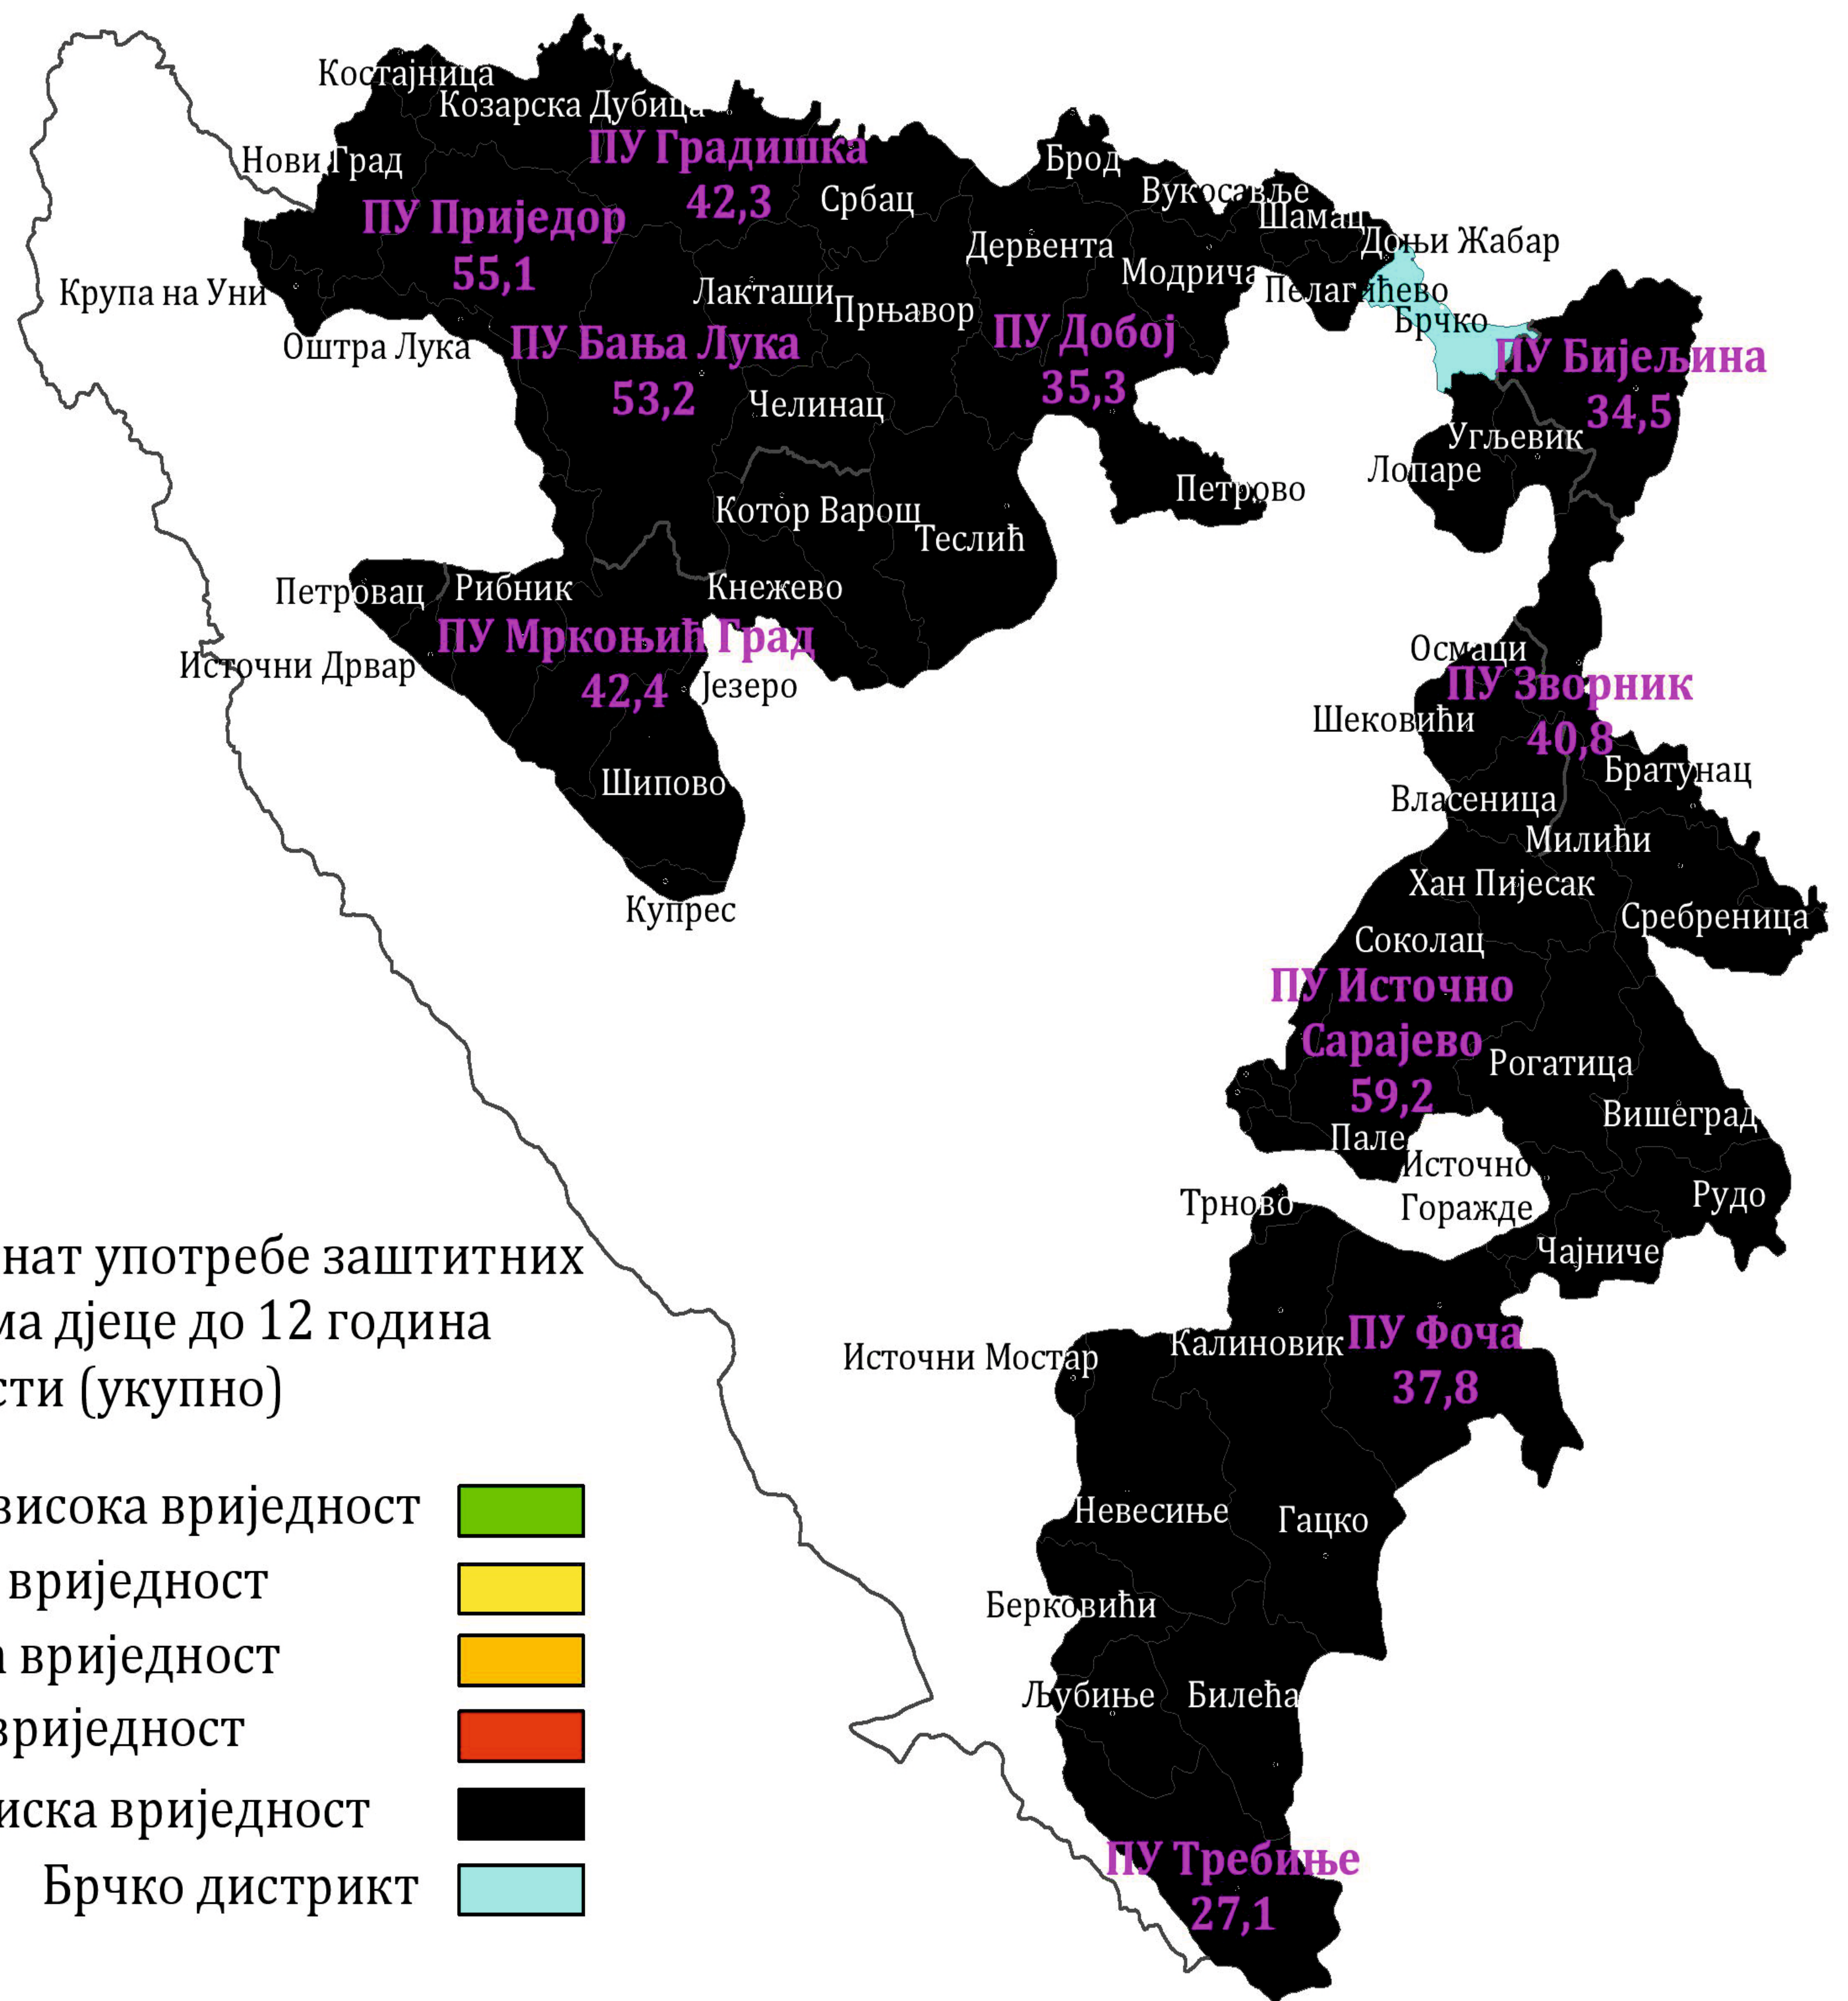 Костајница
Козарска Дубица
ПУ Градишка
42,3
Нови Град
Брод
Вукосавље
Србац
ПУ Приједор
55,1
Шамац
Дервента
Доњи Жабар
Модрича
Крупа на Уни
Лакташи
Прњавор
Пелагићево
Брчко
Оштра Лука
ПУ Бања Лука
53,2
ПУ Добој
35,3
ПУ Бијељина
34,5
Челинац
Угљевик
Лопаре
Петрово
Котор Варош
Теслић
Петровац
Рибник
Кнежево
ПУ Мркоњић Град
42,4
Источни Дрвар
Језеро
Осмаци
ПУ Зворник
40,8
Шековићи
Братунац
Шипово
Власеница
Милићи
Хан Пијесак
Купрес
Сребреница
Соколац
ПУ Источно
Сарајево
59,2
Рогатица
Вишеград
Пале
Источно
Горажде
Рудо
Трново
Чајниче
ПУ Фоча
37,8
Калиновик
Источни Мостар
Невесиње
Гацко
Берковићи
Љубиње
Билећа
ПУ Требиње
27,1
нат употребе заштитних
ма дјеце до 12 година
сти (укупно)
висока вриједност
вриједност
а вриједност
вриједност
иска вриједност
Брчко дистрикт